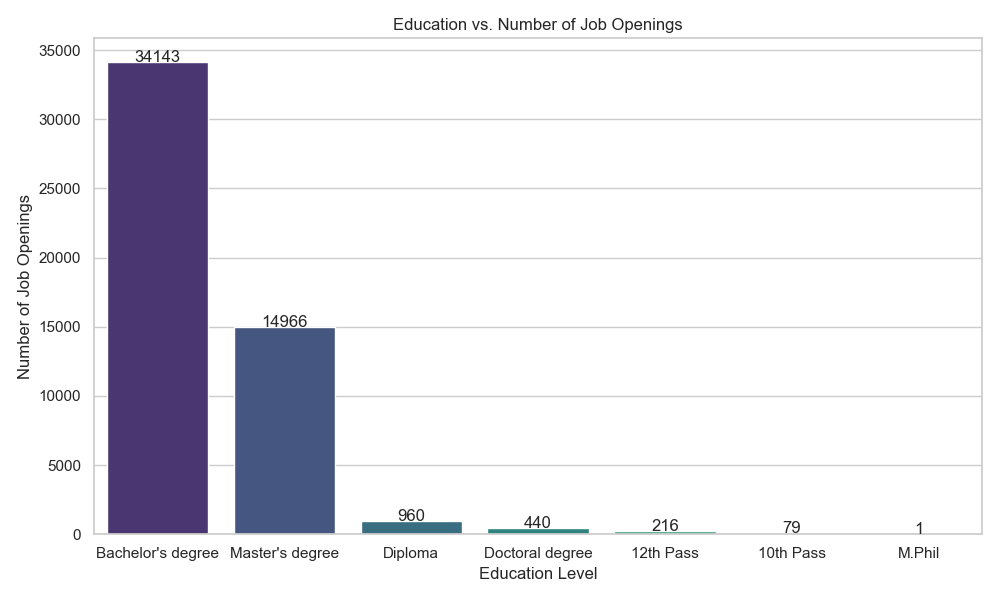 Education vs. Number of Job Openings
Number of Job Openings
35000
30000
25000
20000
15000
10000
5000
0
34143
14966
960
440
216
79
1
Bachelor's degree
Master's degree
Diploma
Doctoral degree
12th Pass
10th Pass
M.Phil
Education Level